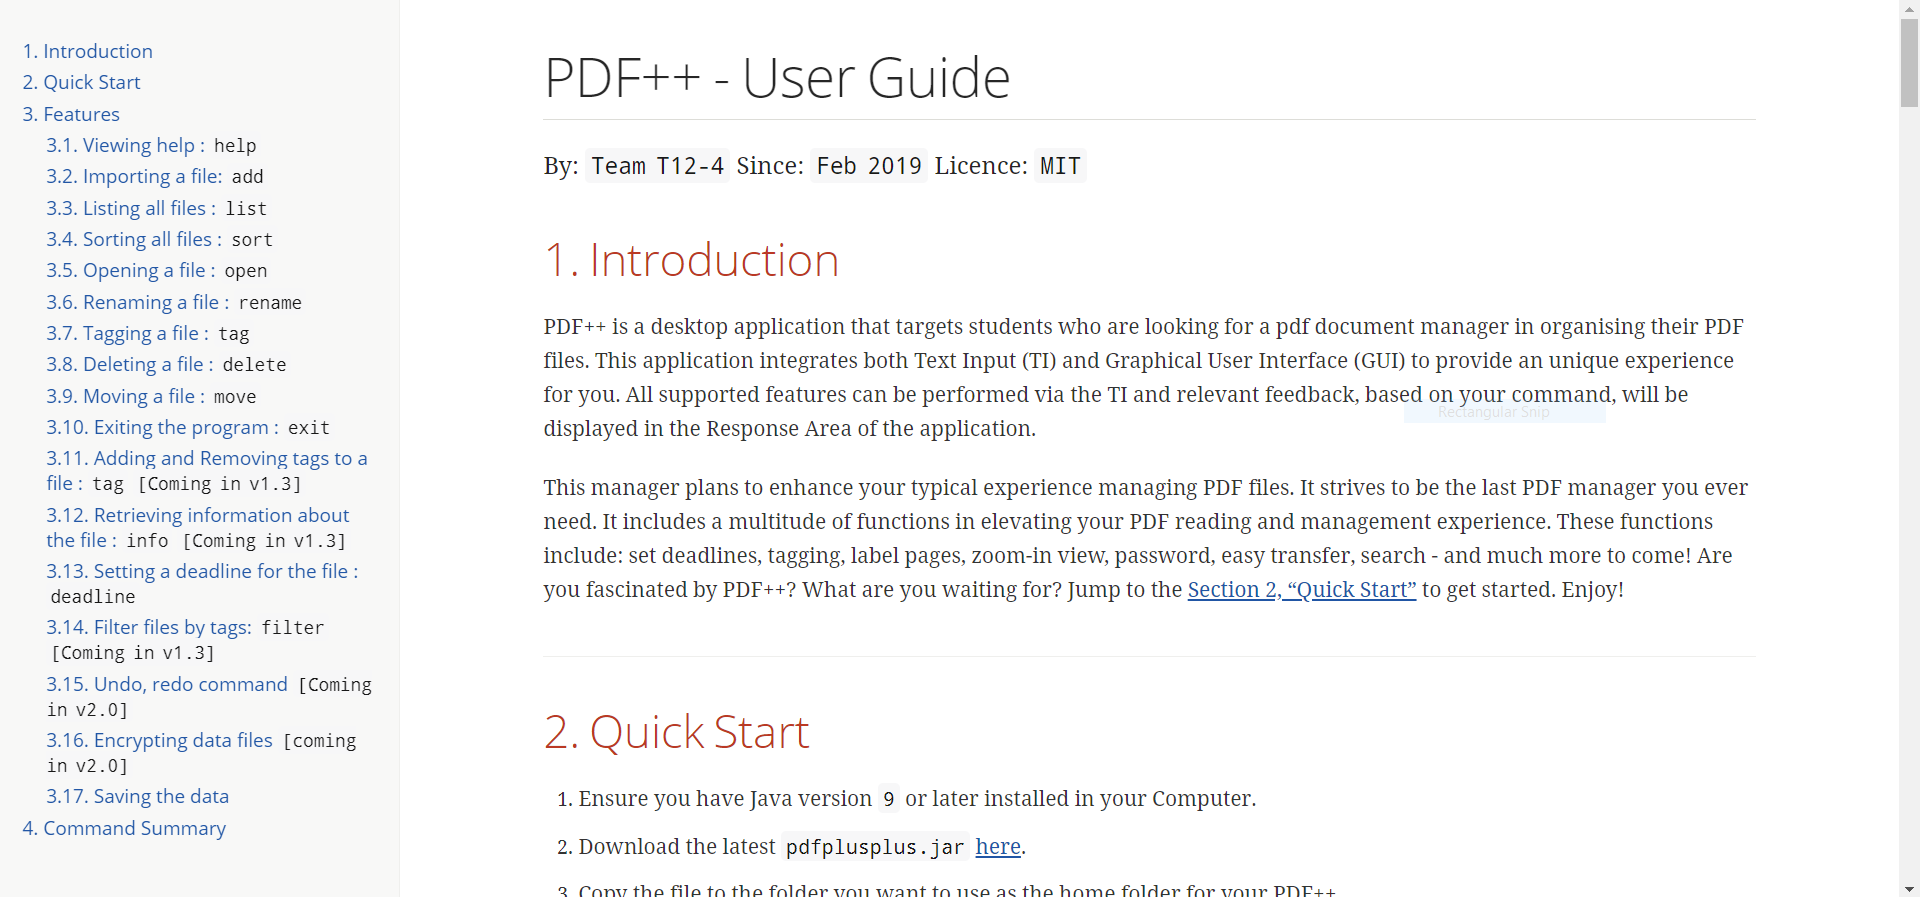 1. Introduction
2. Quick Start
3. Features
3.1. Viewing help : help
3.2. Importing a file: add
3.3. Listing all files : list
3.4. Sorting all files : sort
3.5. Opening a file : open
3.6. Renaming a file : rename
3.7. Tagging a file : tag
3.8. Deleting a file : delete
3.9. Moving a file : move
3.10. Exiting the program : exit
3.11. Adding and Removing tags to a
file : tag [Coming in v1.3]
3.12. Retrieving information about
the file : info [Coming in v1.3]
3.13. Setting a deadline for the file :
deadline
3.14. Filter files by tags: filter
[Coming in v1.3]
3.15. Undo, redo command [Coming
in v2.0]
3.16. Encrypting data files [coming
in v2.0]
3.17. Saving the data
4. Command Summary
PDF++ - User Guide
By: Team T12-4 Since: Feb 2019 Licence: MIT
1. Introduction
PDF++ is a desktop application that targets students who are looking for a pdf document manager in organising their PDF
files. This application integrates both Text Input (TI) and Graphical User Interface (GUI) to provide an unique experience
for you. All supported features can be performed via the TI and relevant feedback, based on your command, will be
Rectangular Snip
displayed in the Response Area of the application.
This manager plans to enhance your typical experience managing PDF files. It strives to be the last PDF manager you ever
need. It includes a multitude of functions in elevating your PDF reading and management experience. These functions
include: set deadlines, tagging, label pages, zoom-in view, password, easy transfer, search - and much more to come! Are
you fascinated by PDF++? What are you waiting for? Jump to the Section 2, “Quick Start” to get started. Enjoy!
2. Quick Start
1. Ensure you have Java version 9 or later installed in your Computer.
2. Download the latest pdfplusplus.jar here.
3. Copy the file to the folder you want to use as the home folder for your PDF++